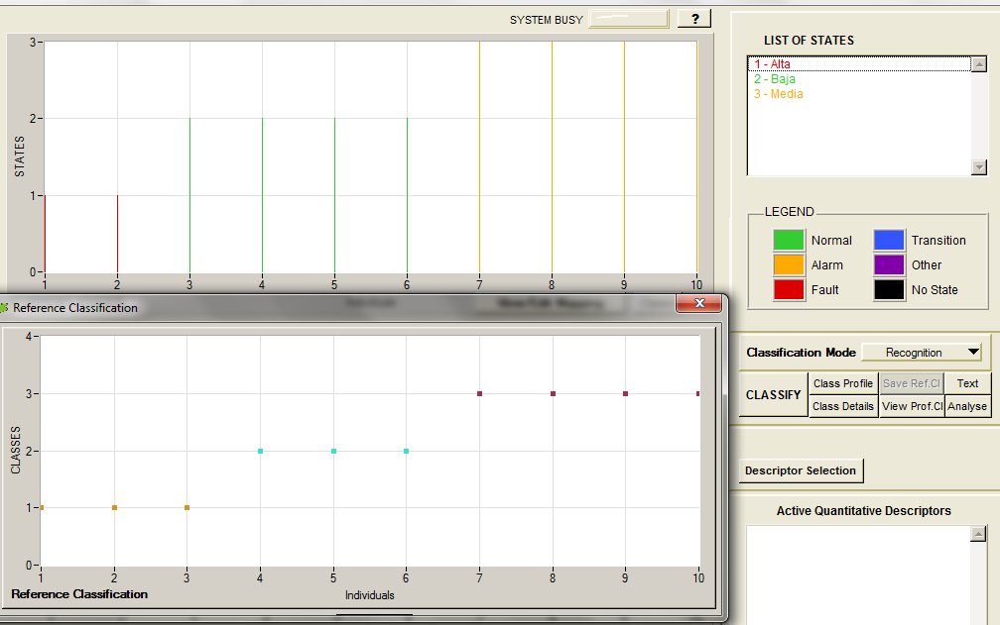 SYSTEM BUSY
?
3
2
1
0
STATES
1 2 3 4 5 6 7 8 9 10
LIST OF STATES
1 - Alta
2 - Baja
3 - Media
LEGEND
Normal Transition
Alarm Other
Fault No State
Reference Classification
X
4
3
2
1
0
CLASSES
1 2 3 4 5 6 7 8 9 10
Reference Classification
Individuals
Classification Mode Recognition
CLASSIFY
Class Profile Save Ref.Cl Text
Class Details View Prof.Cl Analyse
Descriptor Selection
Active Quantitative Descriptors